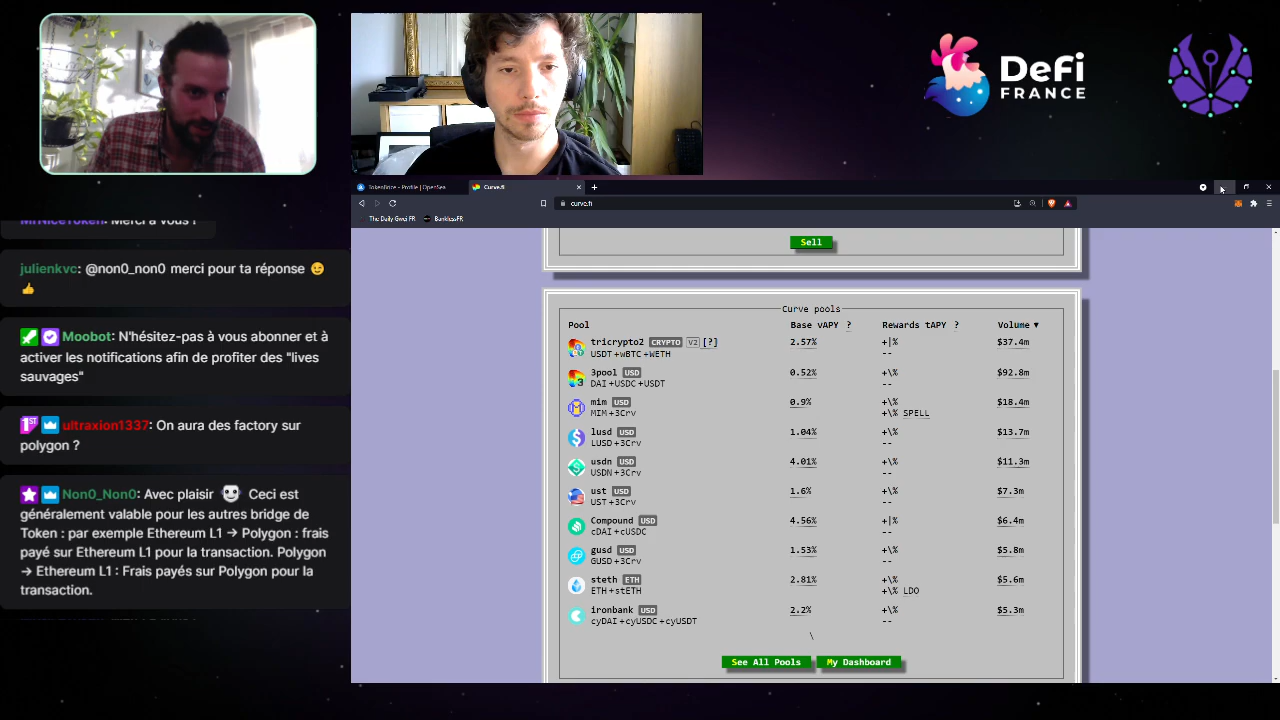 DeFi
FRANCE
TokenBrice - Profile | OpenSea
Curve.fi
curve.fi
The Daily Gwei FR
BanklessFR
MrNiceToken: Merci à vous !
julienkvc: @non0_non0 merci pour ta réponse 😉
👍
Moobot: N'hésitez-pas à vous abonner et à
activer les notifications afin de profiter des "lives
sauvages"
1ST ultraxion1337: On aura des factory sur
polygon ?
Non0_Non0: Avec plaisir Ceci est
généralement valable pour les autres bridge de
Token : par exemple Ethereum L1 → Polygon : frais
payé sur Ethereum L1 pour la transaction. Polygon
→ Ethereum L1 : Frais payés sur Polygon pour la
transaction.
Sell
Curve pools
Pool Base vAPY ? Rewards tAPY ? Volume ▼
tricrypto2 CRYPTO V2 [?] 2.57% +|% $37.4m
USDT+wBTC+WETH --
3pool USD 0.52% +\% $92.8m
DAI+USDC+USDT --
mim USD 0.9% +\% $18.4m
MIM+3Crv +\% SPELL
lusd USD 1.04% +\% $13.7m
LUSD+3Crv --
usdn USD 4.01% +\% $11.3m
USDN+3Crv --
ust USD 1.6% +\% $7.3m
UST+3Crv --
Compound USD 4.56% +|% $6.4m
cDAI+cUSDC --
gusd USD 1.53% +\% $5.8m
GUSD+3Crv --
steth ETH 2.81% +\% $5.6m
ETH+stETH +\% LDO
ironbank USD 2.2% +\% $5.3m
cyDAI+cyUSDC+cyUSDT --
\
See All Pools My Dashboard